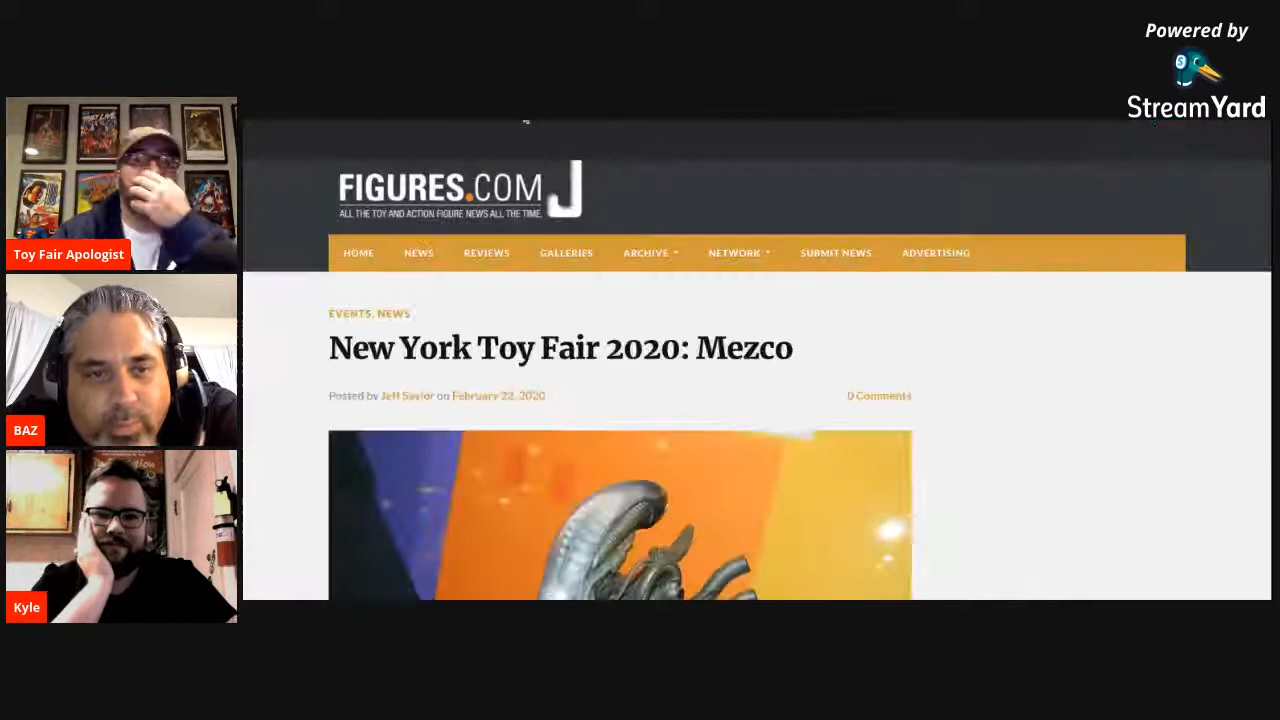 Powered by
StreamYard
THEY LIVE
Toy Fair Apologist
BAZ
Kyle
FIGURES.COM
ALL THE TOY AND ACTION FIGURE NEWS ALL THE TIME.
HOME NEWS REVIEWS GALLERIES ARCHIVE NETWORK SUBMIT NEWS ADVERTISING
EVENTS, NEWS
New York Toy Fair 2020: Mezco
Posted by Jeff Saylor on February 22, 2020 0 Comments